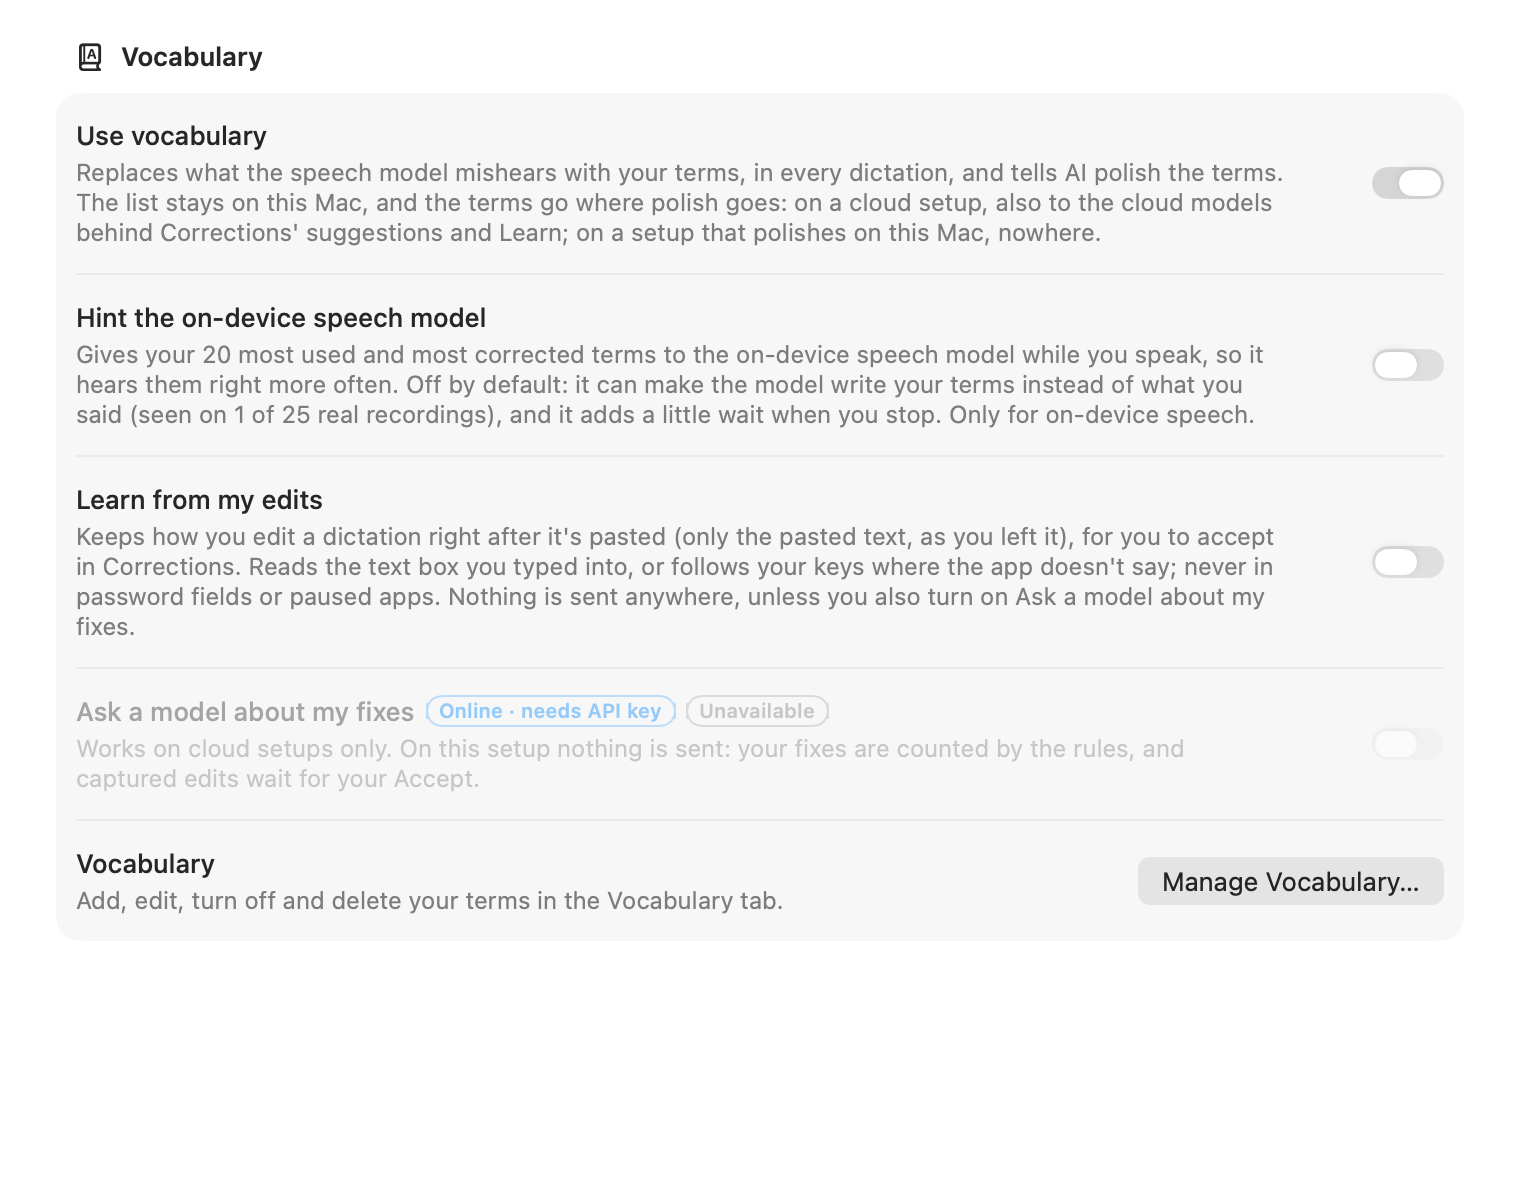 Vocabulary
Use vocabulary
Replaces what the speech model mishears with your terms, in every dictation, and tells AI polish the terms.
The list stays on this Mac, and the terms go where polish goes: on a cloud setup, also to the cloud models
behind Corrections' suggestions and Learn; on a setup that polishes on this Mac, nowhere.
Hint the on-device speech model
Gives your 20 most used and most corrected terms to the on-device speech model while you speak, so it
hears them right more often. Off by default: it can make the model write your terms instead of what you
said (seen on 1 of 25 real recordings), and it adds a little wait when you stop. Only for on-device speech.
Learn from my edits
Keeps how you edit a dictation right after it's pasted (only the pasted text, as you left it), for you to accept
in Corrections. Reads the text box you typed into, or follows your keys where the app doesn't say; never in
password fields or paused apps. Nothing is sent anywhere, unless you also turn on Ask a model about my
fixes.
Ask a model about my fixes Online · needs API key Unavailable
Works on cloud setups only. On this setup nothing is sent: your fixes are counted by the rules, and
captured edits wait for your Accept.
Vocabulary
Add, edit, turn off and delete your terms in the Vocabulary tab.
Manage Vocabulary...